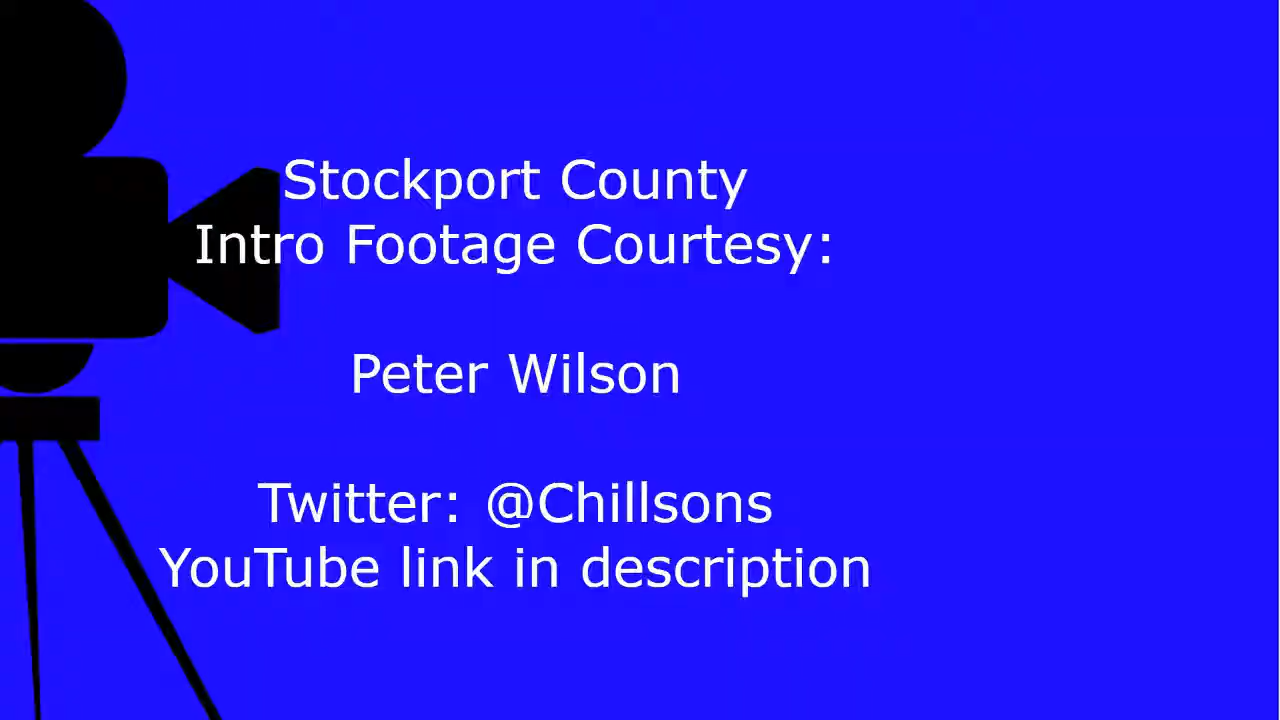 Stockport County
Intro Footage Courtesy:
Peter Wilson
Twitter: @Chillsons
YouTube link in description